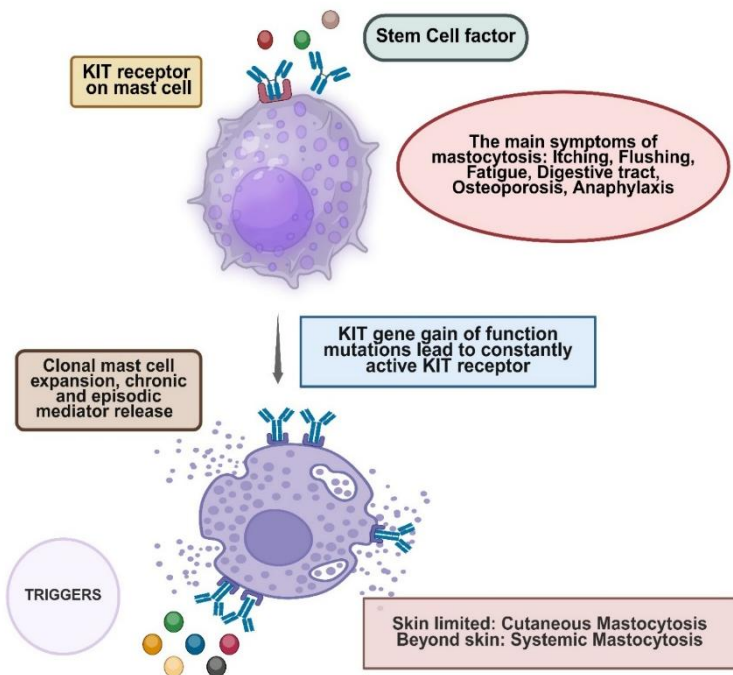 Stem Cell factor
KIT receptor
on mast cell
The main symptoms of
mastocytosis: Itching, Flushing,
Fatigue, Digestive tract,
Osteoporosis, Anaphylaxis
KIT gene gain of function
mutations lead to constantly
active KIT receptor
Clonal mast cell
expansion, chronic
and episodic
mediator release
TRIGGERS
Skin limited: Cutaneous Mastocytosis
Beyond skin: Systemic Mastocytosis